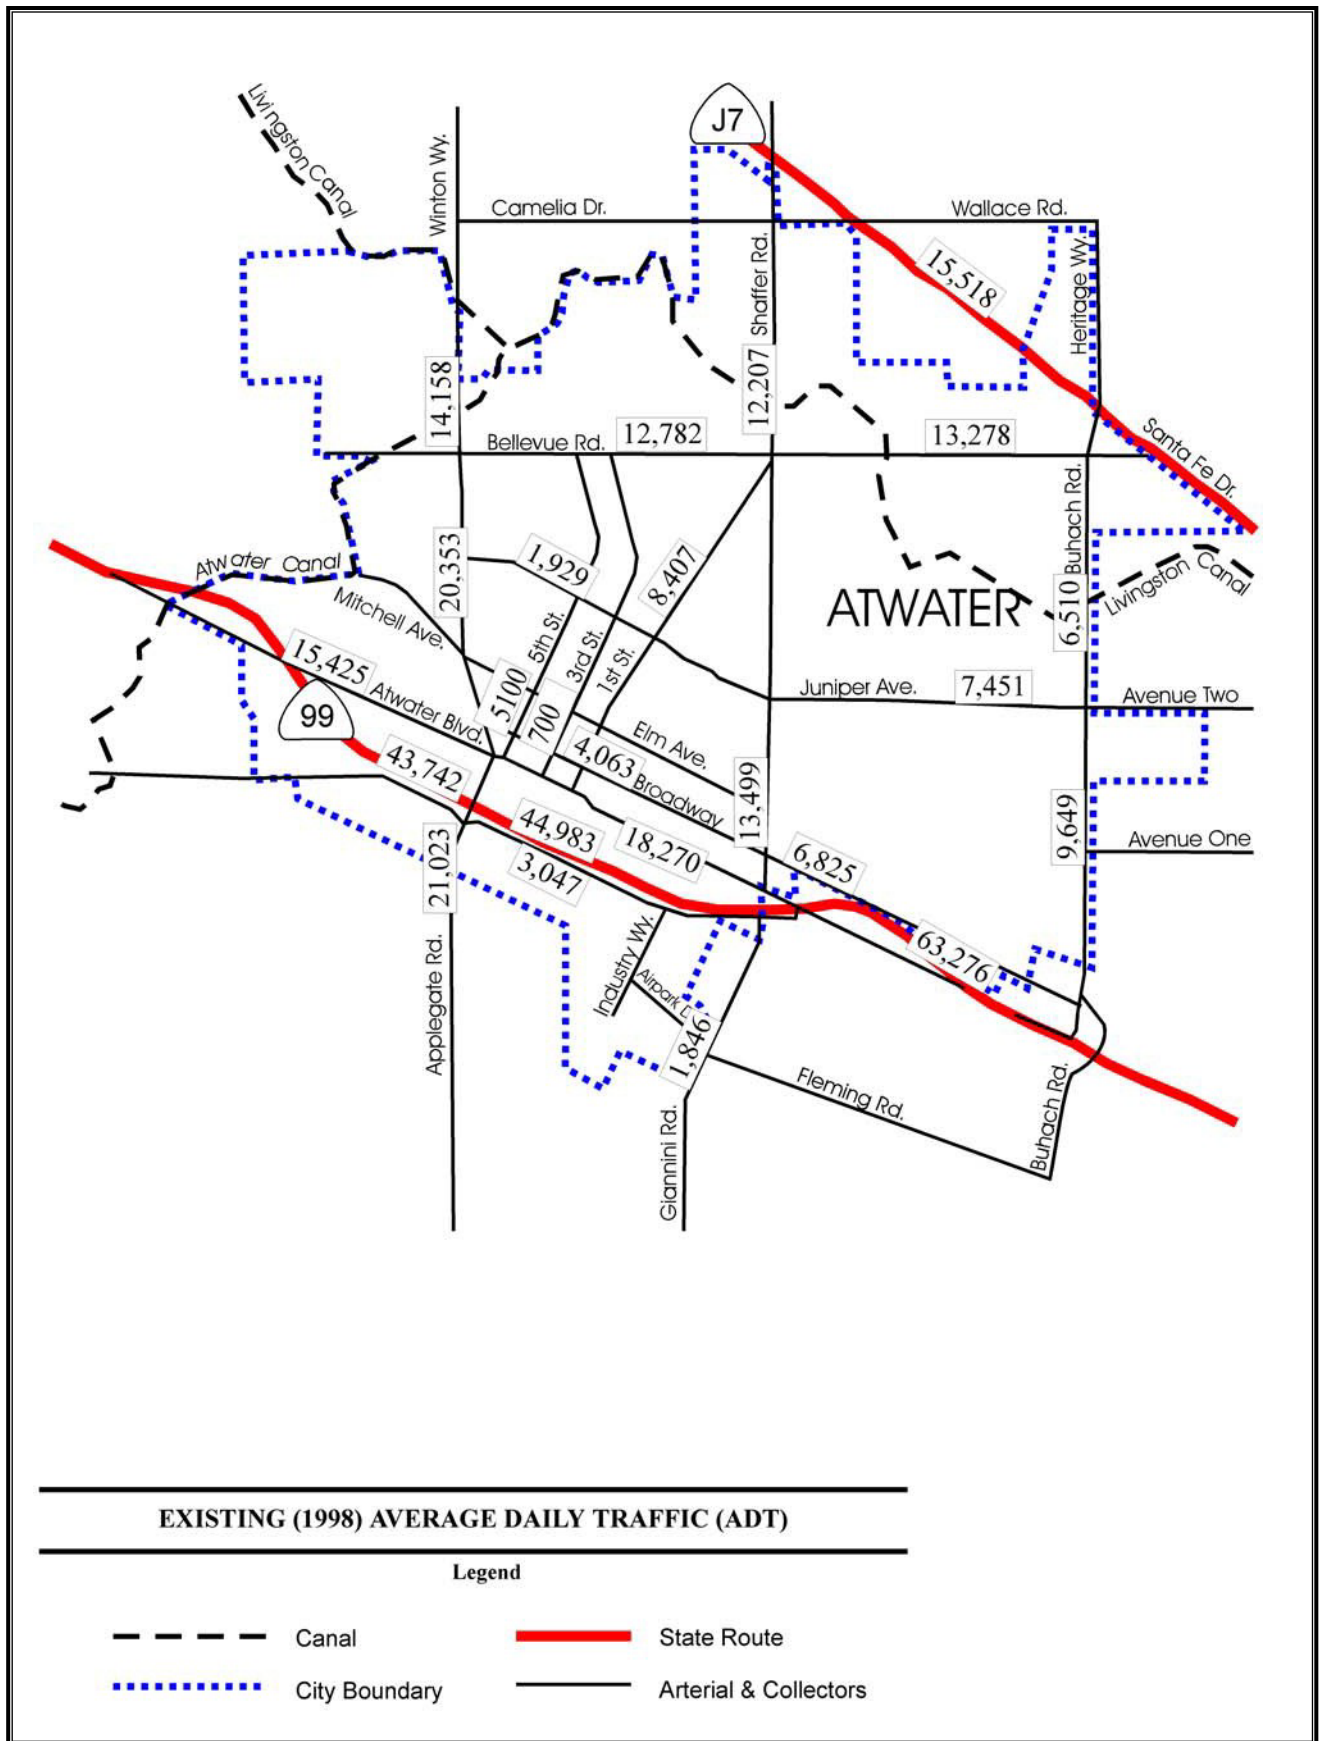 Livingston Canal
J7
Winton Wy.
Camelia Dr.
Wallace Rd.
Shaffer Rd.
15,518
Heritage Wy.
14,158
12,207
Bellevue Rd.
12,782
13,278
Santa Fe Dr.
Buhach Rd.
Atwater Canal
20,353
1,929
8,407
Livingston Canal
ATWATER
6,510
Mitchell Ave.
5th St.
3rd St.
1st St.
15,425
Atwater Blvd.
5100
700
Juniper Ave.
7,451
Avenue Two
99
Elm Ave.
4,063
Broadway
43,742
13,499
44,983
18,270
9,649
Avenue One
21,023
3,047
6,825
63,276
Applegate Rd.
Industry Wy.
Airpark
1,846
Fleming Rd.
Buhach Rd.
Giannini Rd.
EXISTING (1998) AVERAGE DAILY TRAFFIC (ADT)
Legend
Canal
State Route
City Boundary
Arterial & Collectors